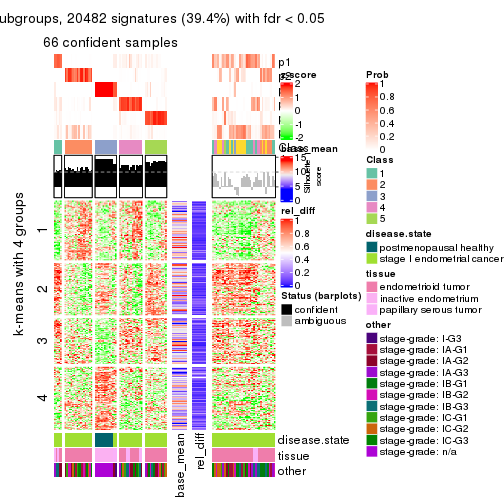 ubgroups, 20482 signatures (39.4%) with fdr < 0.05
66 confident samples
p1
p2
Class
k-means with 4 groups
1
2
3
4
base_mean
rel_diff
disease.state
tissue
other
z-score
2
1
0
-1
-2
base_mean
15
10
5
0
Silhouette
score
rel_diff
1
0.8
0.6
0.4
0.2
0
Status (barplots)
confident
ambiguous
Prob
1
0.8
0.6
0.4
0.2
0
Class
1
2
3
4
5
disease.state
postmenopausal healthy
stage I endometrial cancer
tissue
endometrioid tumor
inactive endometrium
papillary serous tumor
other
stage-grade: I-G3
stage-grade: IA-G1
stage-grade: IA-G2
stage-grade: IA-G3
stage-grade: IB-G1
stage-grade: IB-G2
stage-grade: IB-G3
stage-grade: IC-G1
stage-grade: IC-G2
stage-grade: IC-G3
stage-grade: n/a